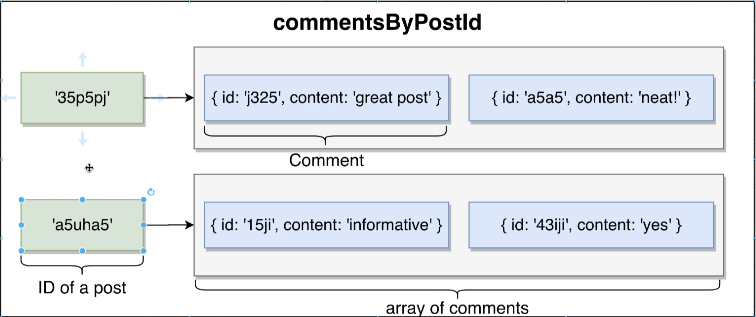 commentsByPostId
'35p5pj'
{ id: 'j325', content: 'great post' }
{ id: 'a5a5', content: 'neat!' }
Comment
'a5uha5'
{ id: '15ji', content: 'informative' }
{ id: '43iji', content: 'yes' }
ID of a post
array of comments